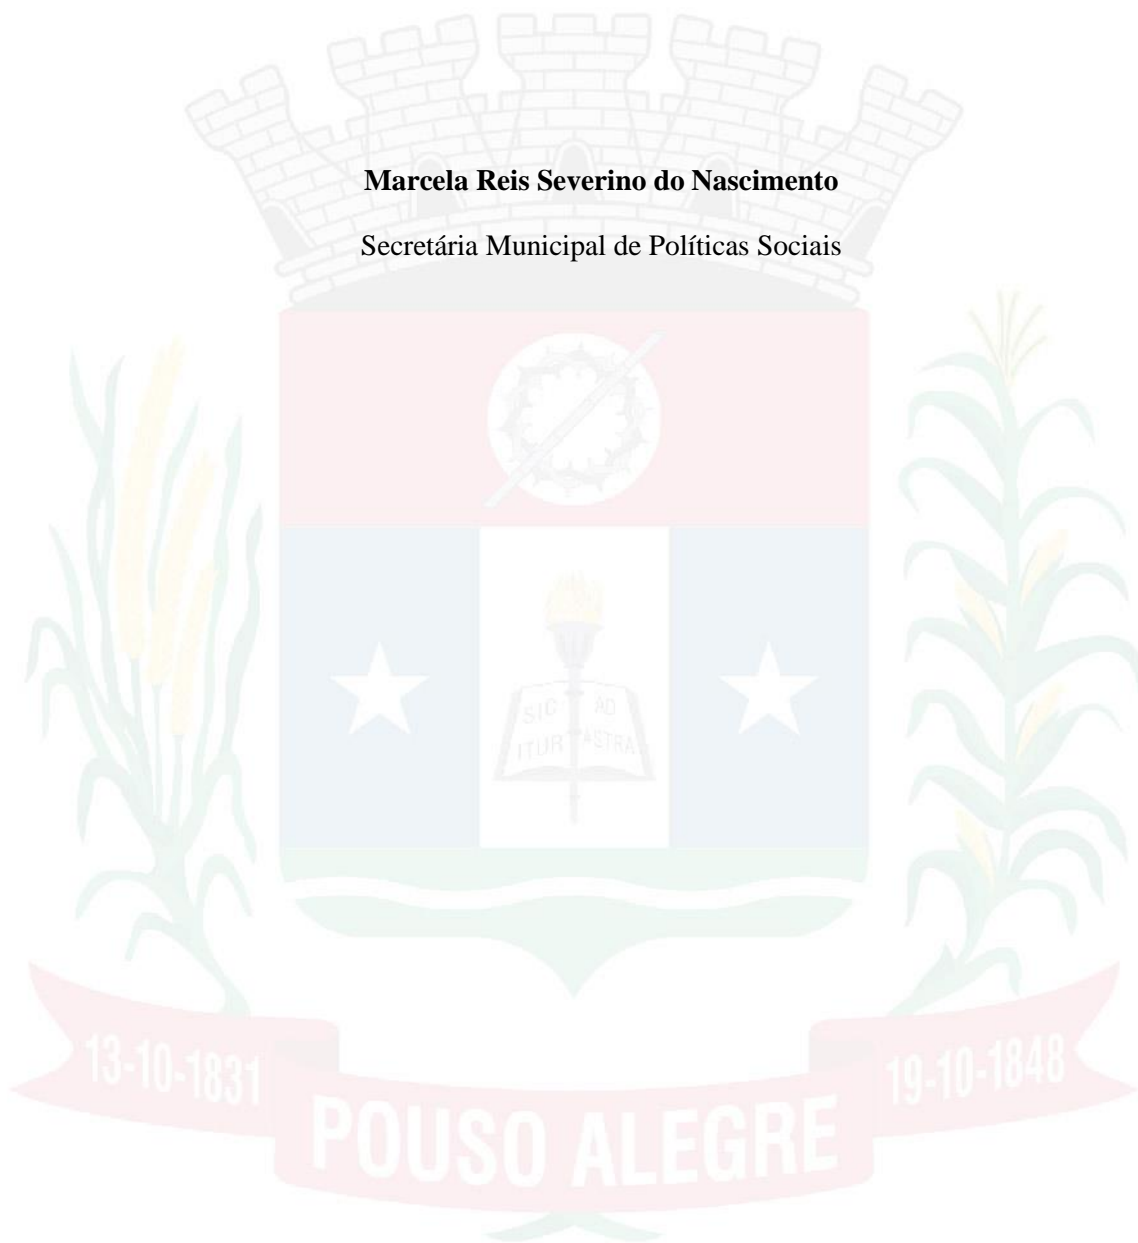 Marcela Reis Severino do Nascimento
Secretária Municipal de Políticas Sociais
SIC AD
ITUR ASTRA
13-10-1831
19-10-1848
POUSO ALEGRE